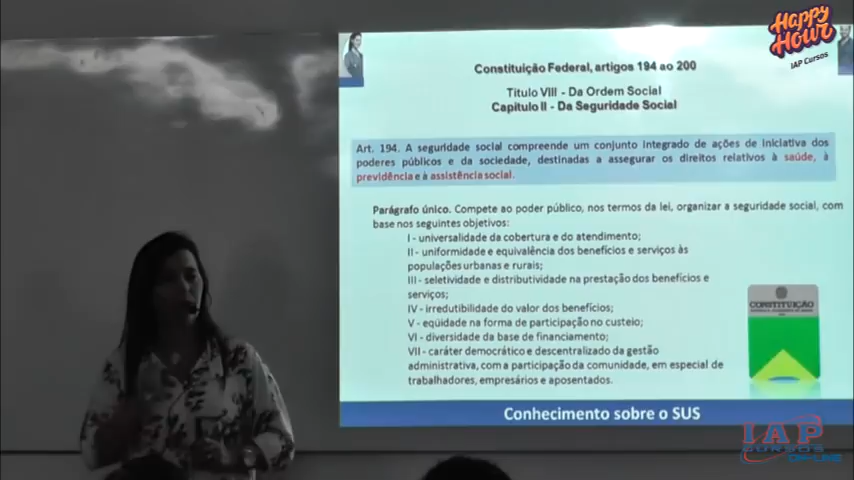 HAPPY
HOUR
IAP Cursos
Constituição Federal, artigos 194 ao 200
Título VIII - Da Ordem Social
Capítulo II - Da Seguridade Social
Art. 194. A seguridade social compreende um conjunto integrado de ações de iniciativa dos
poderes públicos e da sociedade, destinadas a assegurar os direitos relativos à saúde, à
previdência e à assistência social.
Parágrafo único. Compete ao poder público, nos termos da lei, organizar a seguridade social, com
base nos seguintes objetivos:
I - universalidade da cobertura e do atendimento;
II - uniformidade e equivalência dos benefícios e serviços às
populações urbanas e rurais;
III - seletividade e distributividade na prestação dos benefícios e
serviços;
IV - irredutibilidade do valor dos benefícios;
V - eqüidade na forma de participação no custeio;
VI - diversidade da base de financiamento;
VII - caráter democrático e descentralizado da gestão
administrativa, com a participação da comunidade, em especial de
trabalhadores, empresários e aposentados.
CONSTITUIÇÃO
Conhecimento sobre o SUS
IAP
CURSOS
ON-LINE